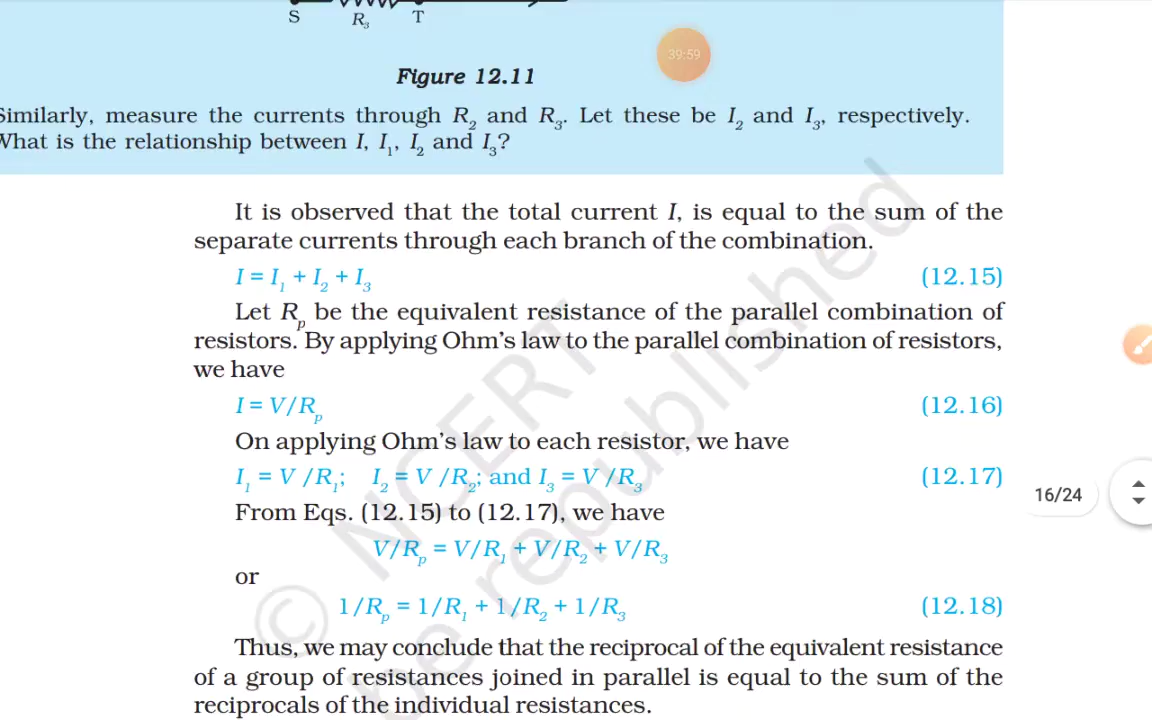 S R₃ T
39:59
Figure 12.11
Similarly, measure the currents through R₂ and R₃. Let these be I₂ and I₃, respectively.
What is the relationship between I, I₁, I₂ and I₃?
It is observed that the total current I, is equal to the sum of the
separate currents through each branch of the combination.
I = I₁ + I₂ + I₃ (12.15)
Let Rₚ be the equivalent resistance of the parallel combination of
resistors. By applying Ohm's law to the parallel combination of resistors,
we have
I = V/Rₚ (12.16)
On applying Ohm's law to each resistor, we have
I₁ = V /R₁; I₂ = V /R₂; and I₃ = V /R₃ (12.17)
16/24
From Eqs. (12.15) to (12.17), we have
V/Rₚ = V/R₁ + V/R₂ + V/R₃
or
1/Rₚ = 1/R₁ + 1/R₂ + 1/R₃ (12.18)
Thus, we may conclude that the reciprocal of the equivalent resistance
of a group of resistances joined in parallel is equal to the sum of the
reciprocals of the individual resistances.
© NCERT
be republished